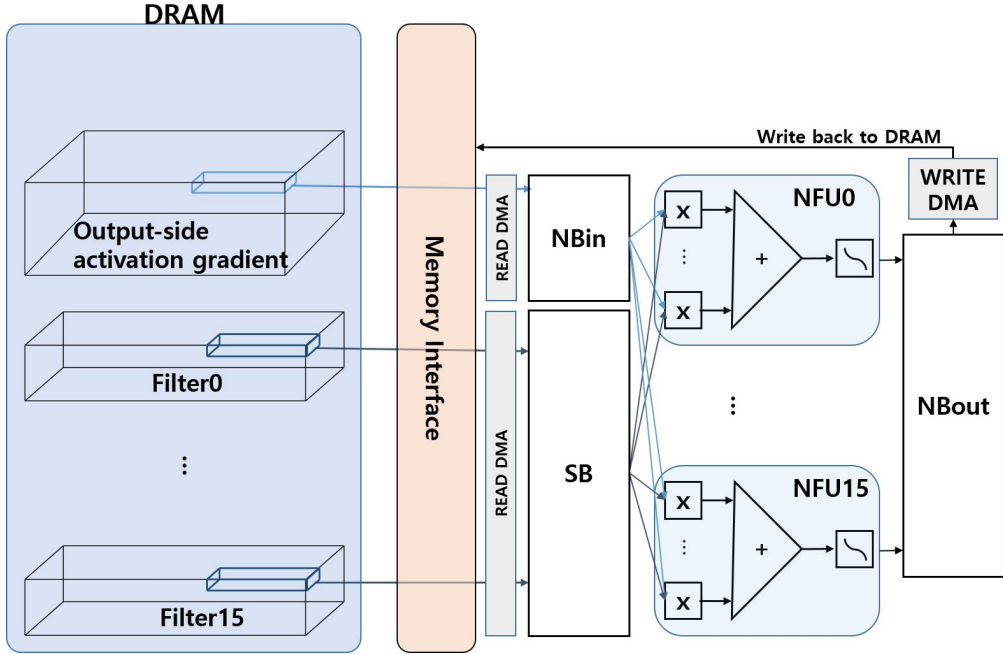 DRAM
Output-side
activation gradient
Filter0
...
Filter15
Memory Interface
READ DMA
READ DMA
NBin
SB
Write back to DRAM
WRITE
DMA
NFU0
x
...
x
+
...
NFU15
x
...
x
+
NBout